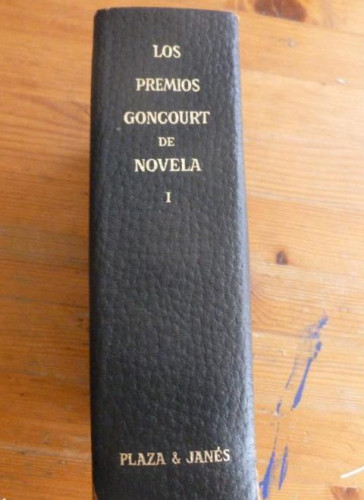 LOS
PREMIOS
GONCOURT
DE
NOVELA
I
PLAZA & JANÉS